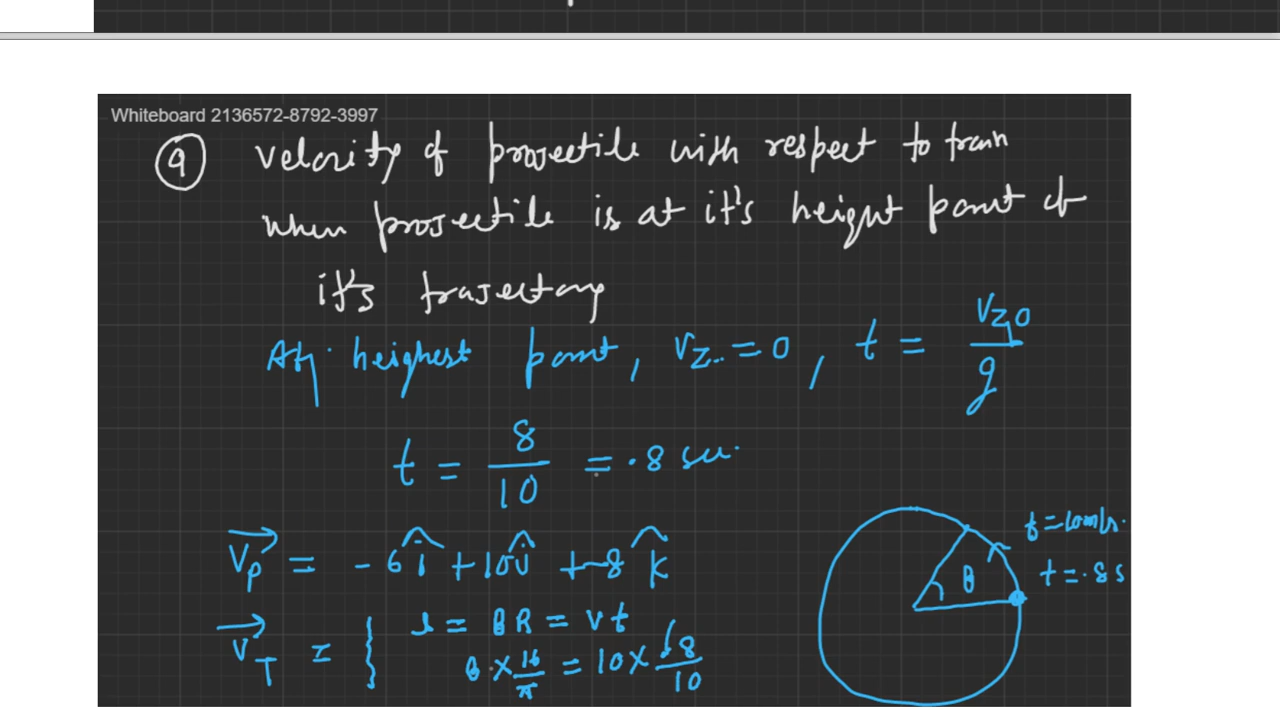 Whiteboard 2136572-8792-3997
(9) velocity of projectile with respect to train
when projectile is at it's height point of
it's trajectory
At highest point, Vz = 0, t = Vz0/g
t = 8/10 = .8 sec.
Vp = -6î + 10ĵ + 8 k̂
f = 10 m/s.
t = .8 s
θ
VT = { s = θR = vt
θ × 16/π = 10 × 8/10